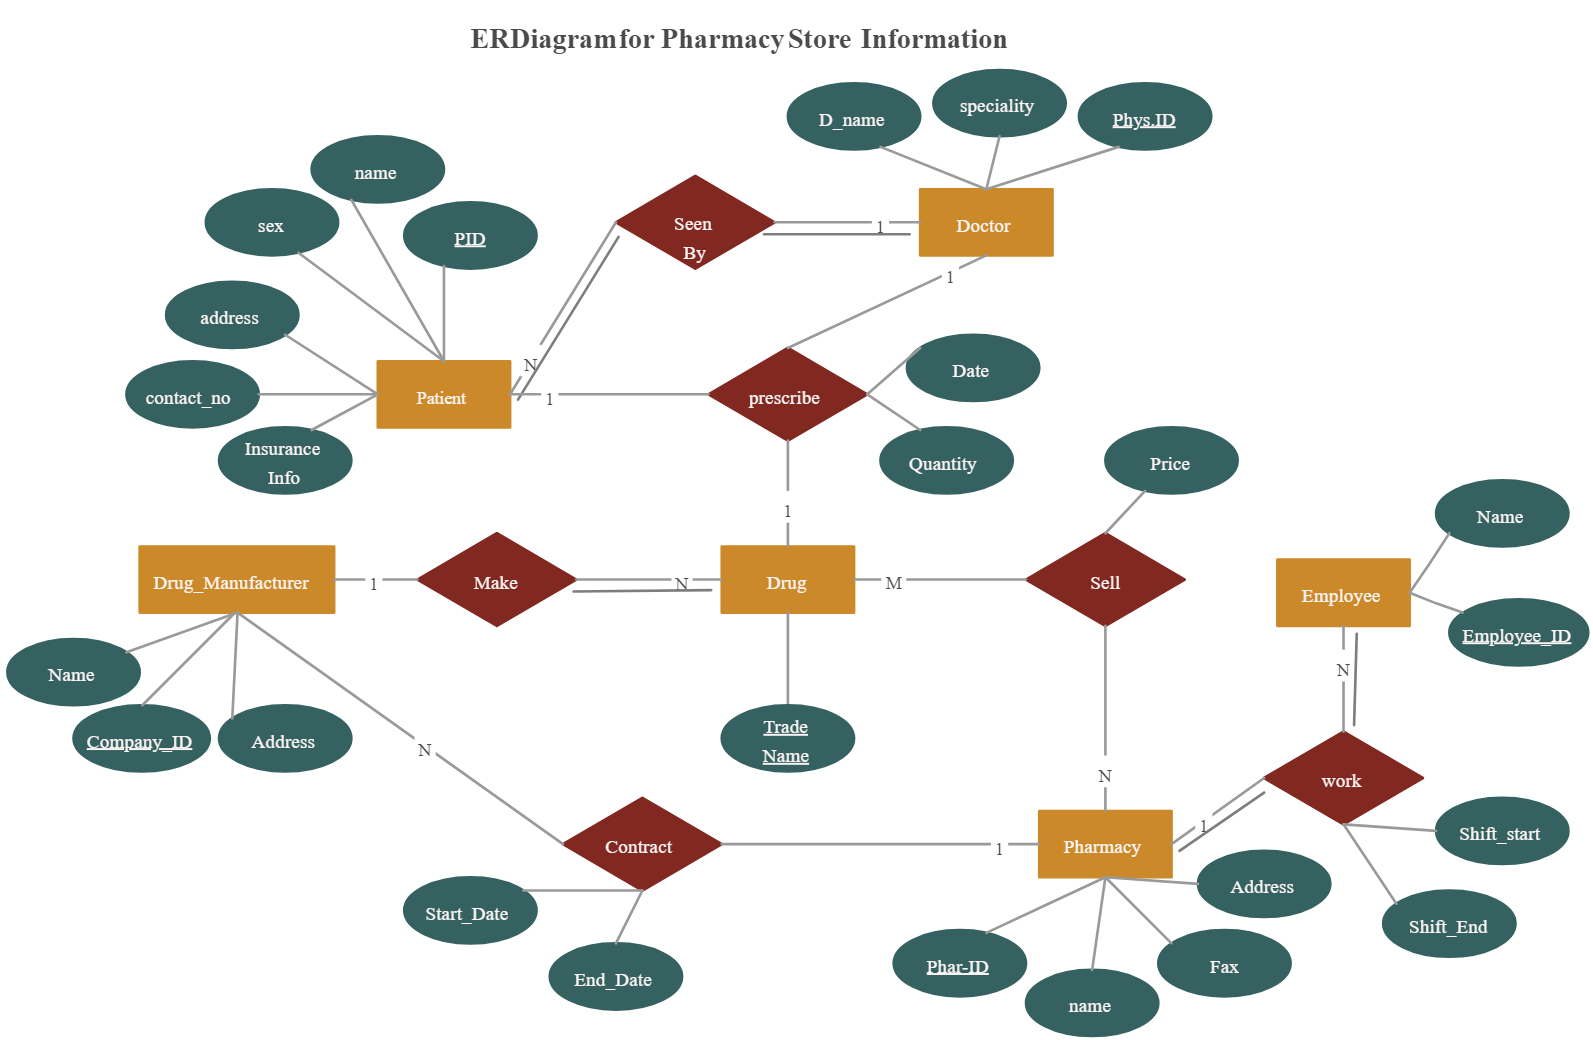 ERDiagram for Pharmacy Store Information
D_name
speciality
Phys.ID
name
sex
PID
Seen
By
1
Doctor
address
1
N
Date
contact_no
Patient
1
prescribe
Insurance
Info
Quantity
Price
1
Name
Drug_Manufacturer
1
Make
N
Drug
M
Sell
Employee
Employee_ID
Name
N
Company_ID
Address
Trade
Name
N
N
work
1
Shift_start
Contract
1
Pharmacy
Address
Start_Date
Shift_End
End_Date
Phar-ID
Fax
name